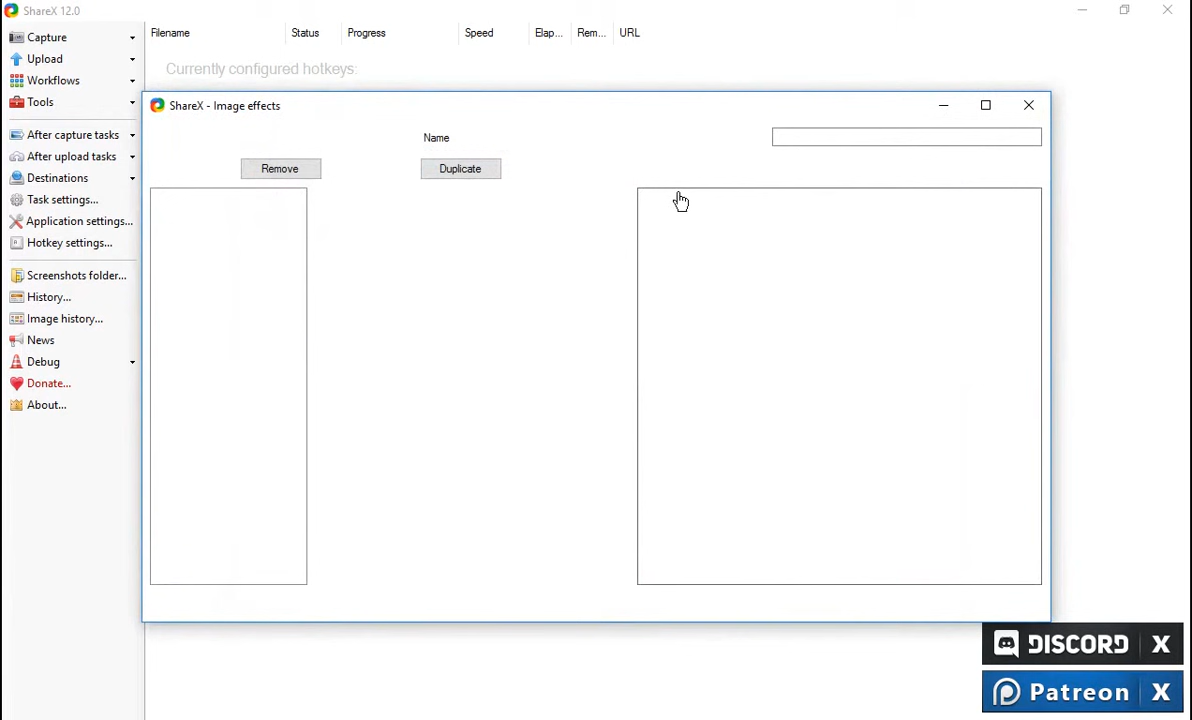 ShareX 12.0
Capture
Upload
Workflows
Tools
After capture tasks
After upload tasks
Destinations
Task settings...
Application settings...
Hotkey settings...
Screenshots folder...
History...
Image history...
News
Debug
Donate...
About...
Filename Status Progress Speed Elap... Rem... URL
Currently configured hotkeys:
ShareX - Image effects
Name
Remove Duplicate
DISCORD X
Patreon X